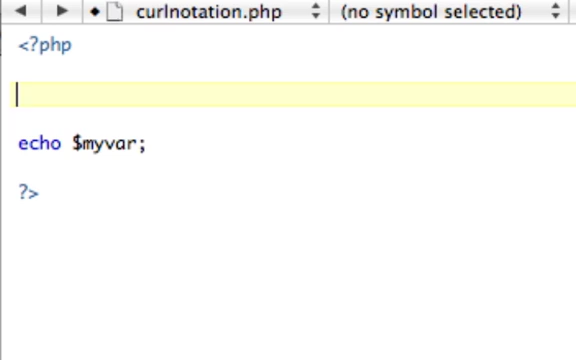 curlnotation.php (no symbol selected)
<?php
echo $myvar;
?>